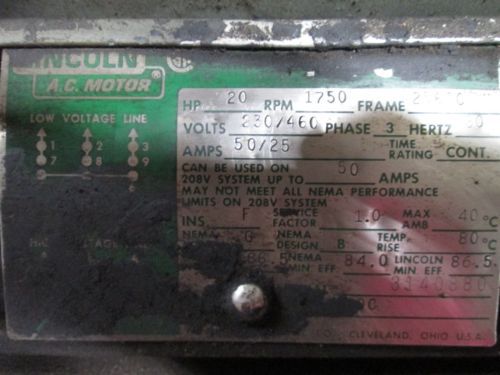 LINCOLN
A.C. MOTOR®
LOW VOLTAGE LINE
1 2 3
7 8 9
6
HP 20 RPM 1750 FRAME
VOLTS 230/460 PHASE 3 HERTZ
AMPS 50/25 TIME RATING CONT.
CAN BE USED ON
208V SYSTEM UP TO 50 AMPS
MAY NOT MEET ALL NEMA PERFORMANCE
LIMITS ON 208V SYSTEM
INS F SERVICE FACTOR 1.0 MAX AMB 40°C
NEMA G NEMA DESIGN B TEMP. RISE 80°C
NEMA MIN EFF 84.0 LINCOLN MIN EFF 86.5
3140880
CO., CLEVELAND, OHIO U.S.A.